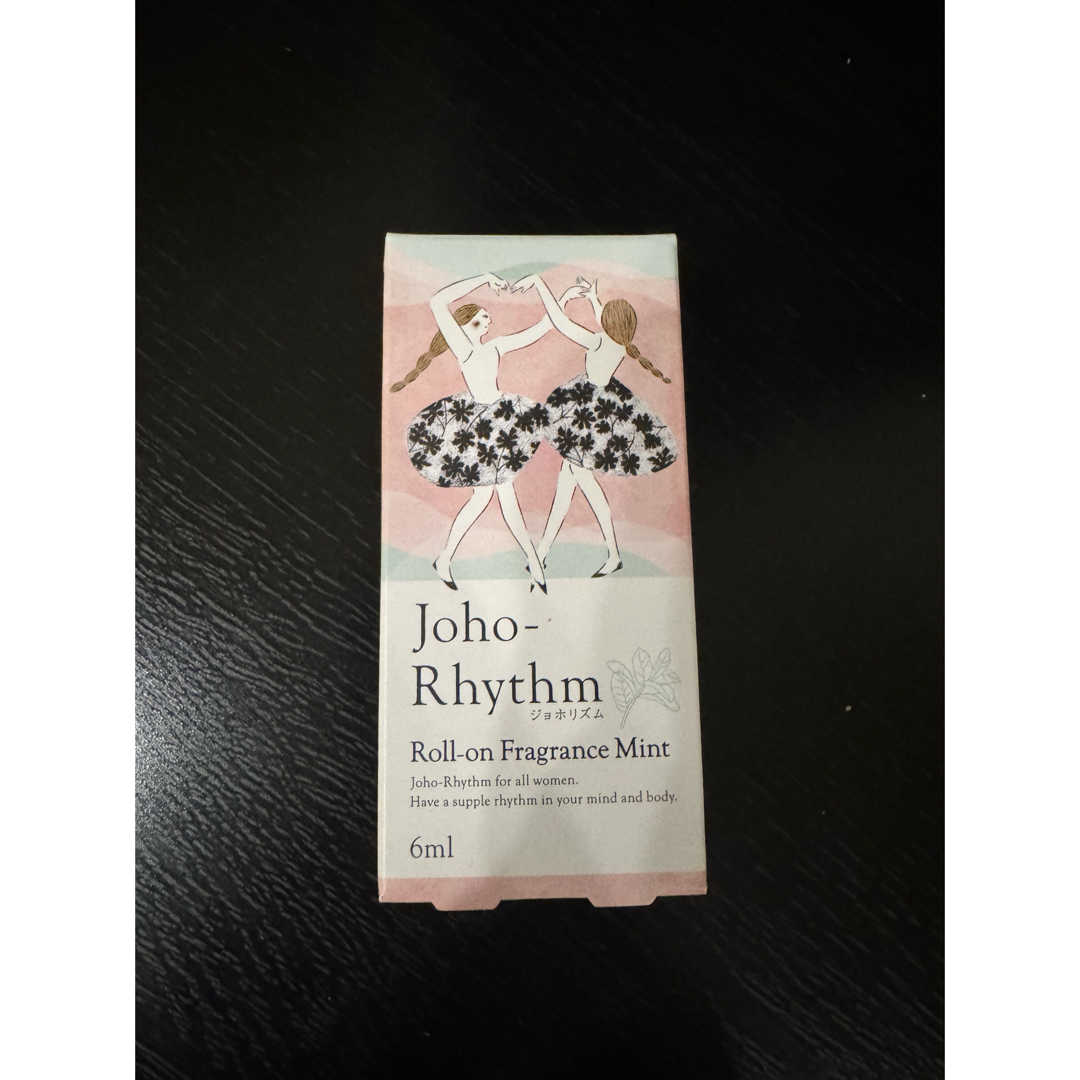 Joho-
Rhythm
ジョホリズム
Roll-on Fragrance Mint
Joho-Rhythm for all women.
Have a supple rhythm in your mind and body.
6ml